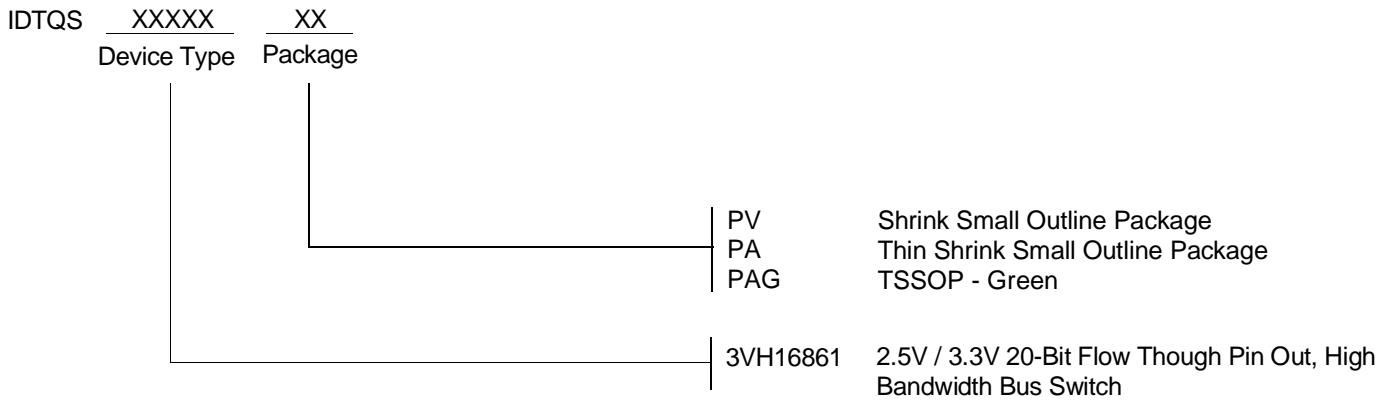 IDTQS XXXXX XX
Device Type Package
PV Shrink Small Outline Package
PA Thin Shrink Small Outline Package
PAG TSSOP - Green
3VH16861 2.5V / 3.3V 20-Bit Flow Though Pin Out, High
Bandwidth Bus Switch